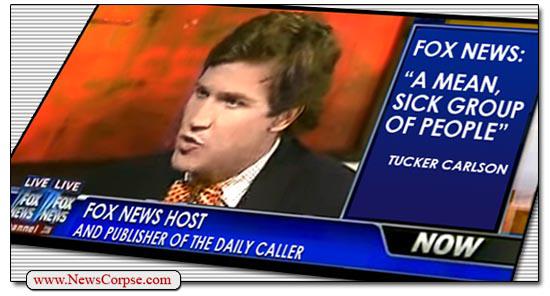 FOX NEWS:
“A MEAN,
SICK GROUP
OF PEOPLE”
TUCKER CARLSON
LIVE LIVE
FOX FOX
NEWS NEWS
FOX NEWS HOST
AND PUBLISHER OF THE DAILY CALLER
NOW
www.NewsCorpse.com